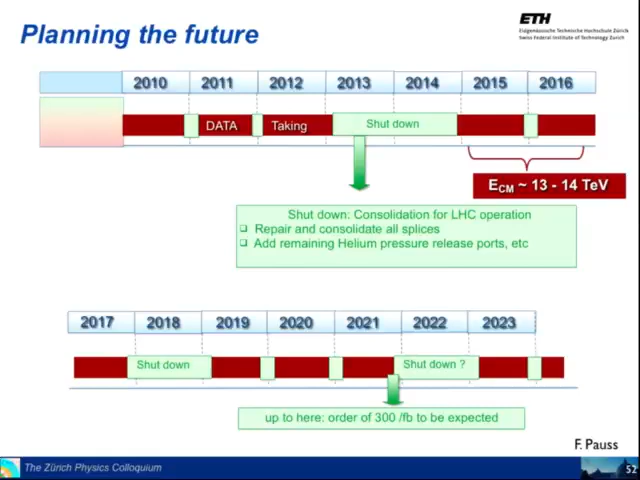 Planning the future
ETH
Eidgenössische Technische Hochschule Zürich
Swiss Federal Institute of Technology Zurich
2010 2011 2012 2013 2014 2015 2016
DATA Taking Shut down
ECM ~ 13 - 14 TeV
Shut down: Consolidation for LHC operation
Repair and consolidate all splices
Add remaining Helium pressure release ports, etc
2017 2018 2019 2020 2021 2022 2023
Shut down Shut down ?
up to here: order of 300 /fb to be expected
F. Pauss
The Zürich Physics Colloquium 52